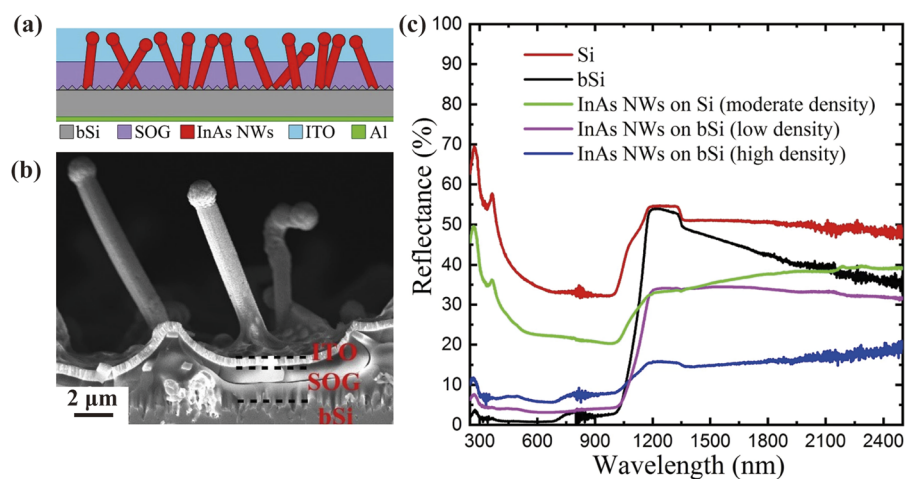 (a)
bSi SOG InAs NWs ITO Al
(b)
ITO
SOG
bSi
2 μm
(c)
Reflectance (%)
100
90
80
70
60
50
40
30
20
10
0
Si
bSi
InAs NWs on Si (moderate density)
InAs NWs on bSi (low density)
InAs NWs on bSi (high density)
300 600 900 1200 1500 1800 2100 2400
Wavelength (nm)